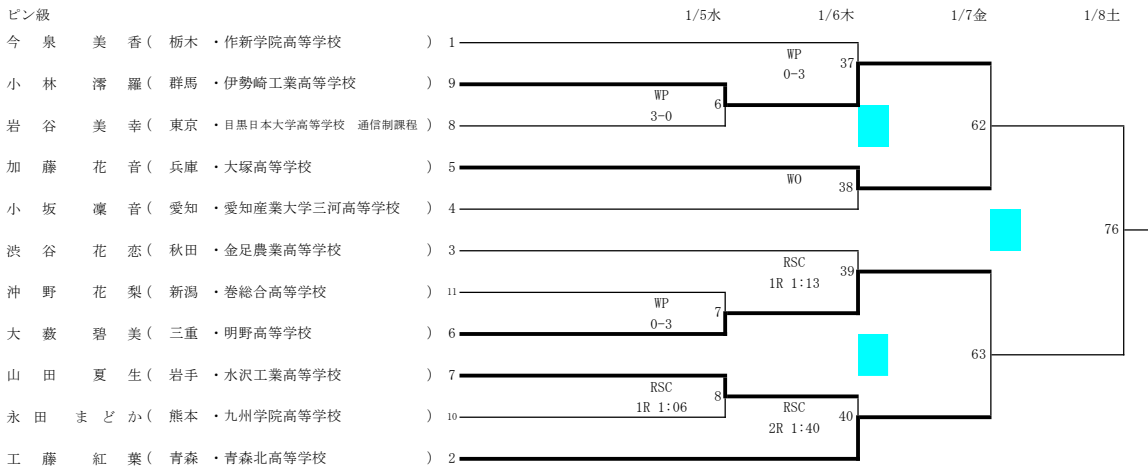 ピン級 1/5水 1/6木 1/7金 1/8土
今泉美香( 栃木 ・作新学院高等学校 ) 1
WP
0-3
37
小林澪羅( 群馬 ・伊勢崎工業高等学校 ) 9
WP
3-0
6
岩谷美幸( 東京 ・目黒日本大学高等学校 通信制課程 ) 8
62
加藤花音( 兵庫 ・大塚高等学校 ) 5
WO
38
小坂凜音( 愛知 ・愛知産業大学三河高等学校 ) 4
76
渋谷花恋( 秋田 ・金足農業高等学校 ) 3
RSC
1R 1:13
39
沖野花梨( 新潟 ・巻総合高等学校 ) 11
WP
0-3
7
大薮碧美( 三重 ・明野高等学校 ) 6
63
山田夏生( 岩手 ・水沢工業高等学校 ) 7
RSC
1R 1:06
8
永田まどか( 熊本 ・九州学院高等学校 ) 10
RSC
2R 1:40
40
工藤紅葉( 青森 ・青森北高等学校 ) 2